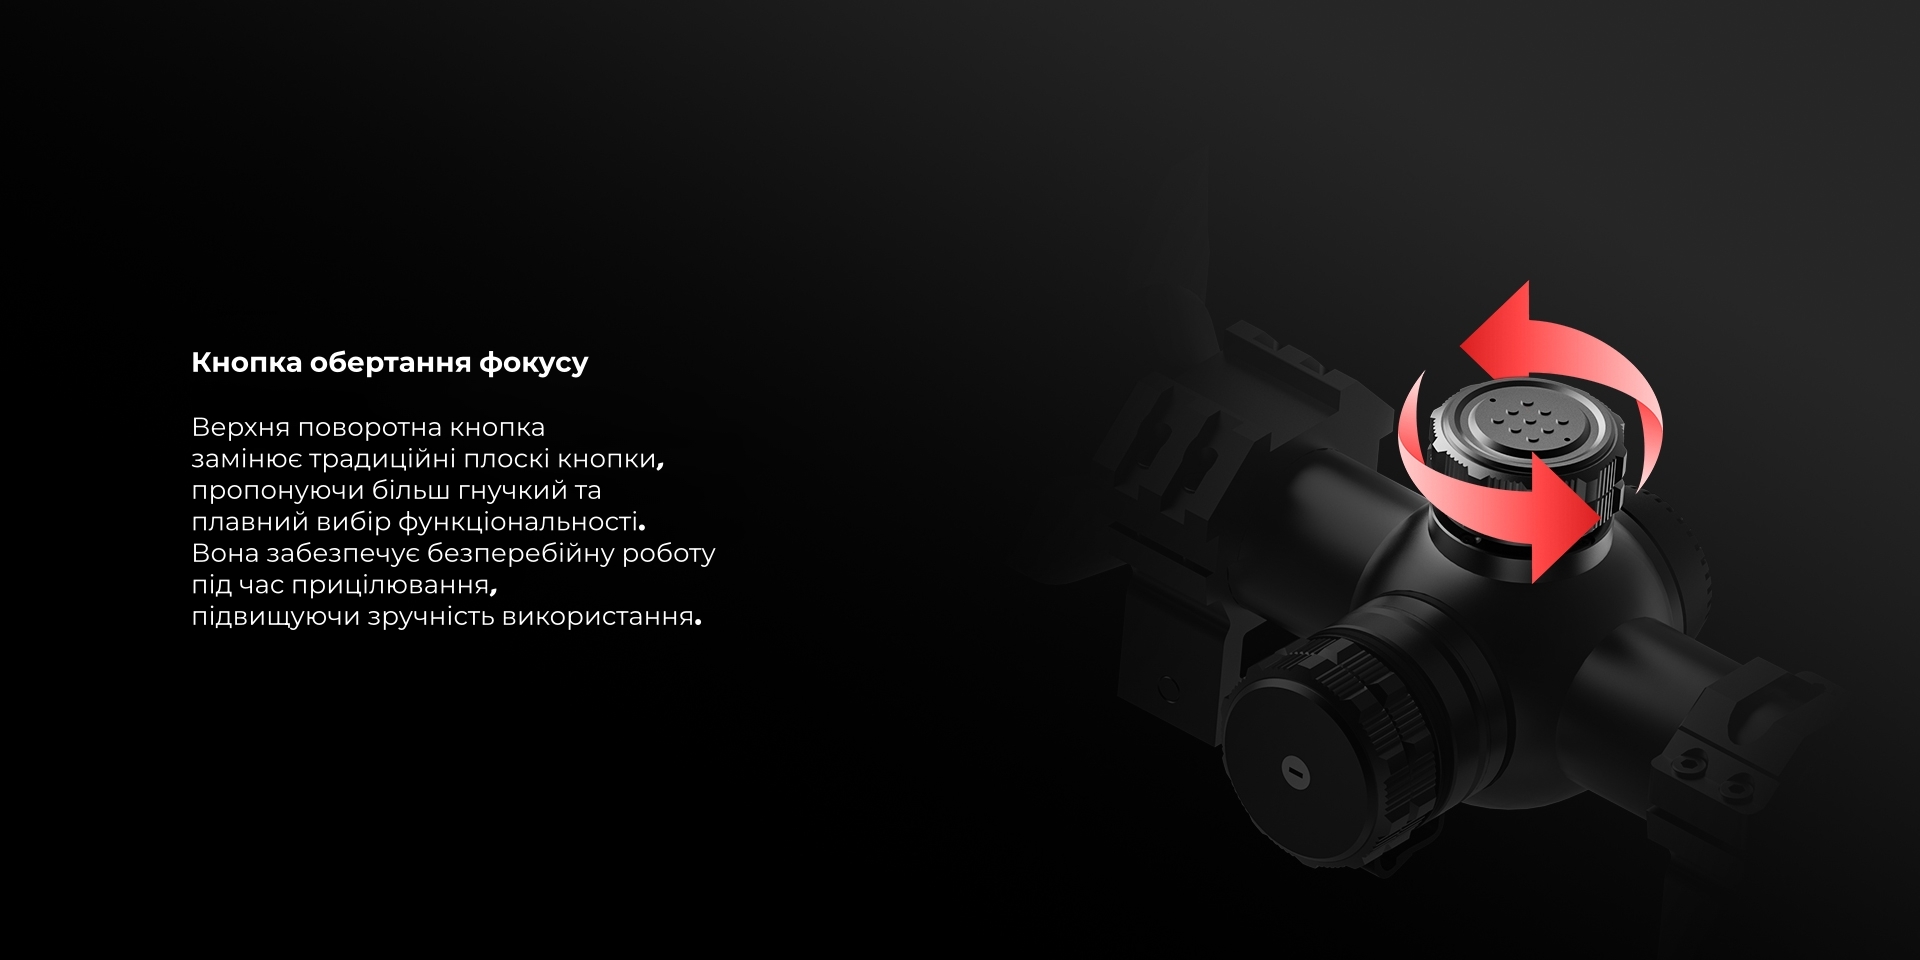 Кнопка обертання фокусу
Верхня поворотна кнопка
замінює традиційні плоскі кнопки,
пропонуючи більш гнучкий та
плавний вибір функціональності.
Вона забезпечує безперебійну роботу
під час прицілювання,
підвищуючи зручність використання.